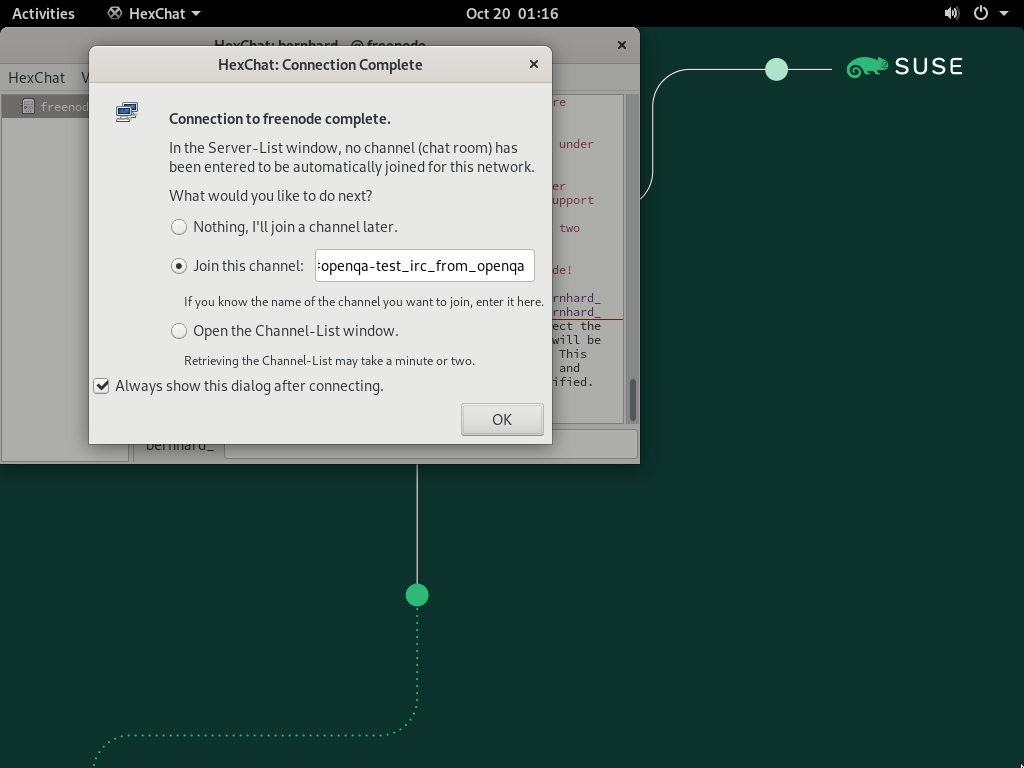 Activities HexChat Oct 20 01:16
HexChat: Connection Complete
HexChat
freenod
SUSE
Connection to freenode complete.
In the Server-List window, no channel (chat room) has
been entered to be automatically joined for this network.
What would you like to do next?
Nothing, I'll join a channel later.
Join this channel: #openqa-test_irc_from_openqa
If you know the name of the channel you want to join, enter it here.
Open the Channel-List window.
Retrieving the Channel-List may take a minute or two.
Always show this dialog after connecting.
OK
re
under
er
upport
two
de!
rnhard_
rnhard_
ect the
will be
This
and
ified.
bernhard_